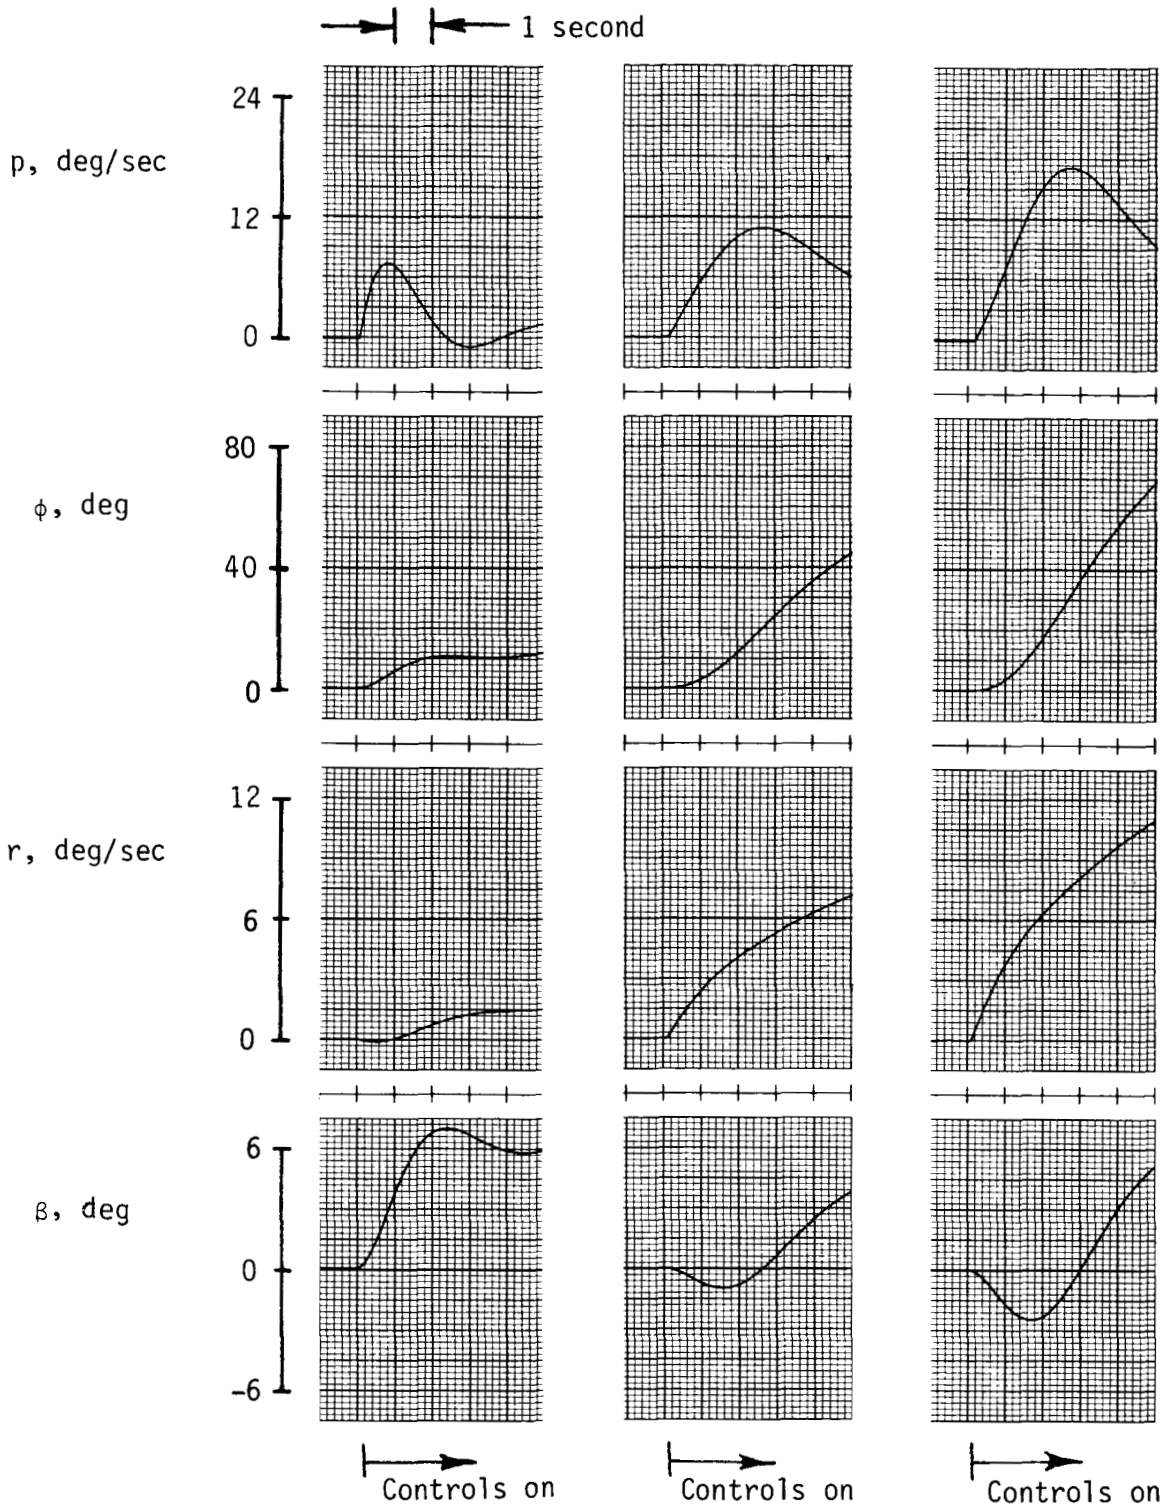 1 second
p, deg/sec
24
12
0
φ, deg
80
40
0
r, deg/sec
12
6
0
β, deg
6
0
-6
Controls on
Controls on
Controls on